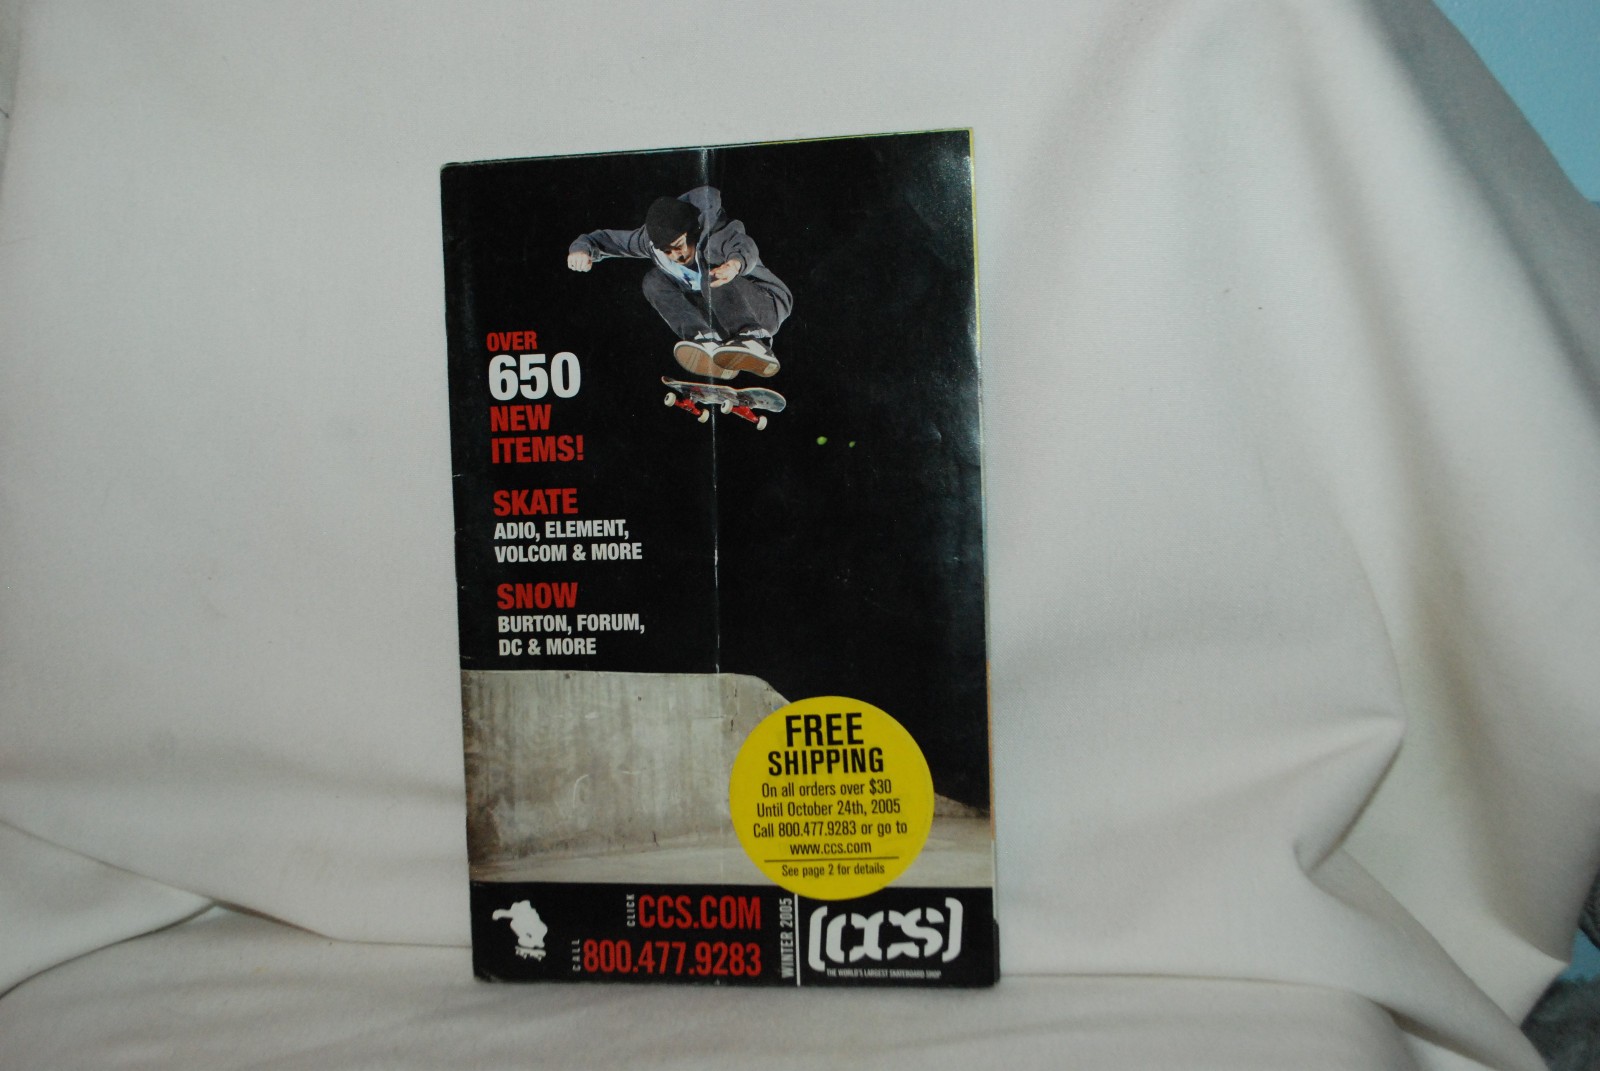 OVER
650
NEW
ITEMS!
SKATE
ADIO, ELEMENT,
VOLCOM & MORE
SNOW
BURTON, FORUM,
DC & MORE
FREE
SHIPPING
On all orders over $30
Until October 24th, 2005
Call 800.477.9283 or go to
www.ccs.com
See page 2 for details
CLICK CCS.COM
CALL 800.477.9283
WINTER 2005
(CCS)
THE WORLD'S LARGEST SKATEBOARD SHOP